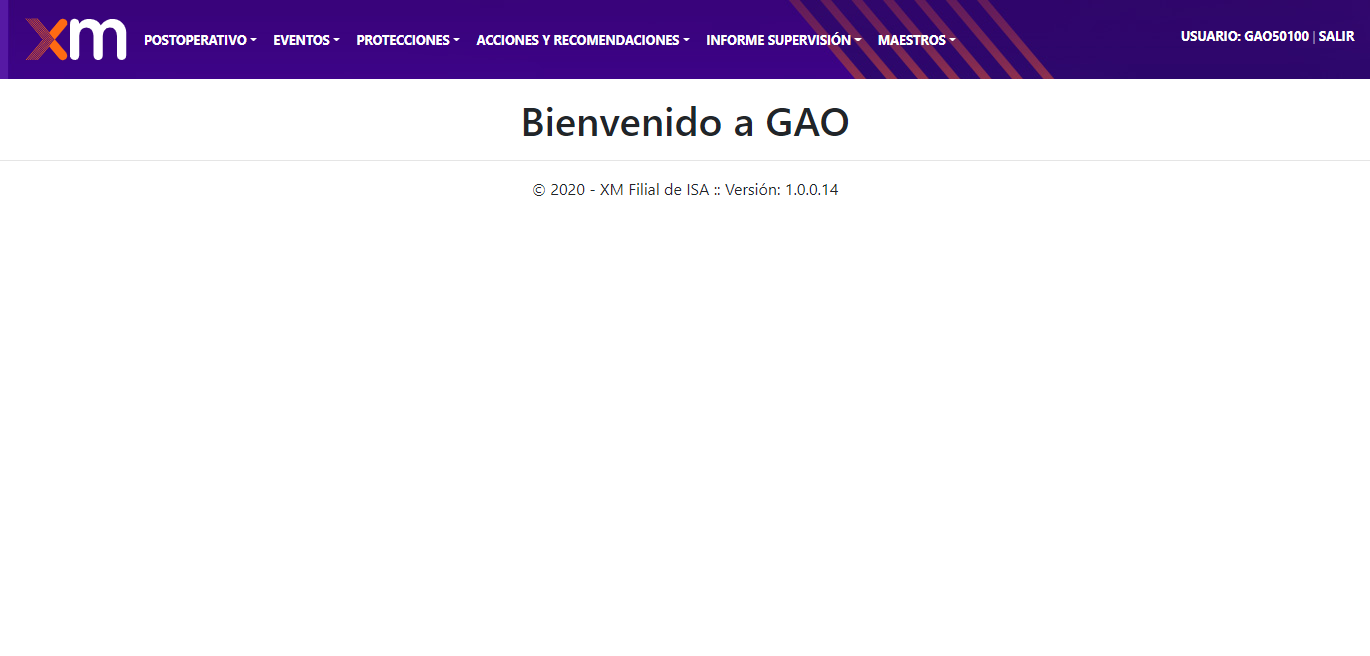 xm POSTOPERATIVO EVENTOS PROTECCIONES ACCIONES Y RECOMENDACIONES INFORME SUPERVISIÓN MAESTROS USUARIO: GAO50100 | SALIR
Bienvenido a GAO
© 2020 - XM Filial de ISA :: Versión: 1.0.0.14